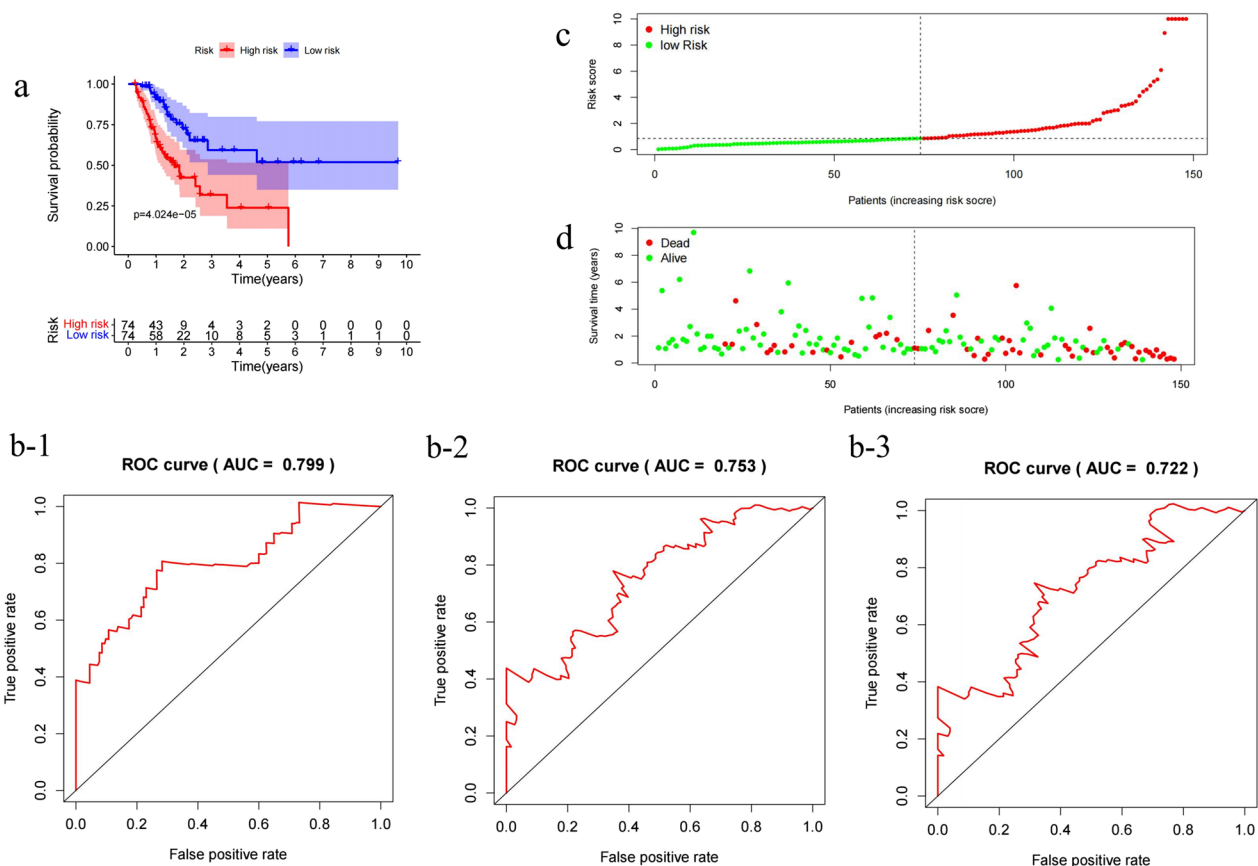 a
Risk High risk Low risk
Survival probability
1.00
0.75
0.50
0.25
0.00
p=4.024e−05
0 1 2 3 4 5 6 7 8 9 10
Time(years)
Risk
High risk 74 43 9 4 3 2 0 0 0 0 0
Low risk 74 58 22 10 8 5 3 1 1 1 0
0 1 2 3 4 5 6 7 8 9 10
Time(years)
c
High risk
low Risk
Risk score
10
8
6
4
2
0
0 50 100 150
Patients (increasing risk socre)
d
Dead
Alive
Survival time (years)
10
8
6
4
2
0
0 50 100 150
Patients (increasing risk socre)
b-1
ROC curve ( AUC = 0.799 )
True positive rate
1.0
0.8
0.6
0.4
0.2
0.0
0.0 0.2 0.4 0.6 0.8 1.0
False positive rate
b-2
ROC curve ( AUC = 0.753 )
True positive rate
1.0
0.8
0.6
0.4
0.2
0.0
0.0 0.2 0.4 0.6 0.8 1.0
False positive rate
b-3
ROC curve ( AUC = 0.722 )
True positive rate
1.0
0.8
0.6
0.4
0.2
0.0
0.0 0.2 0.4 0.6 0.8 1.0
False positive rate